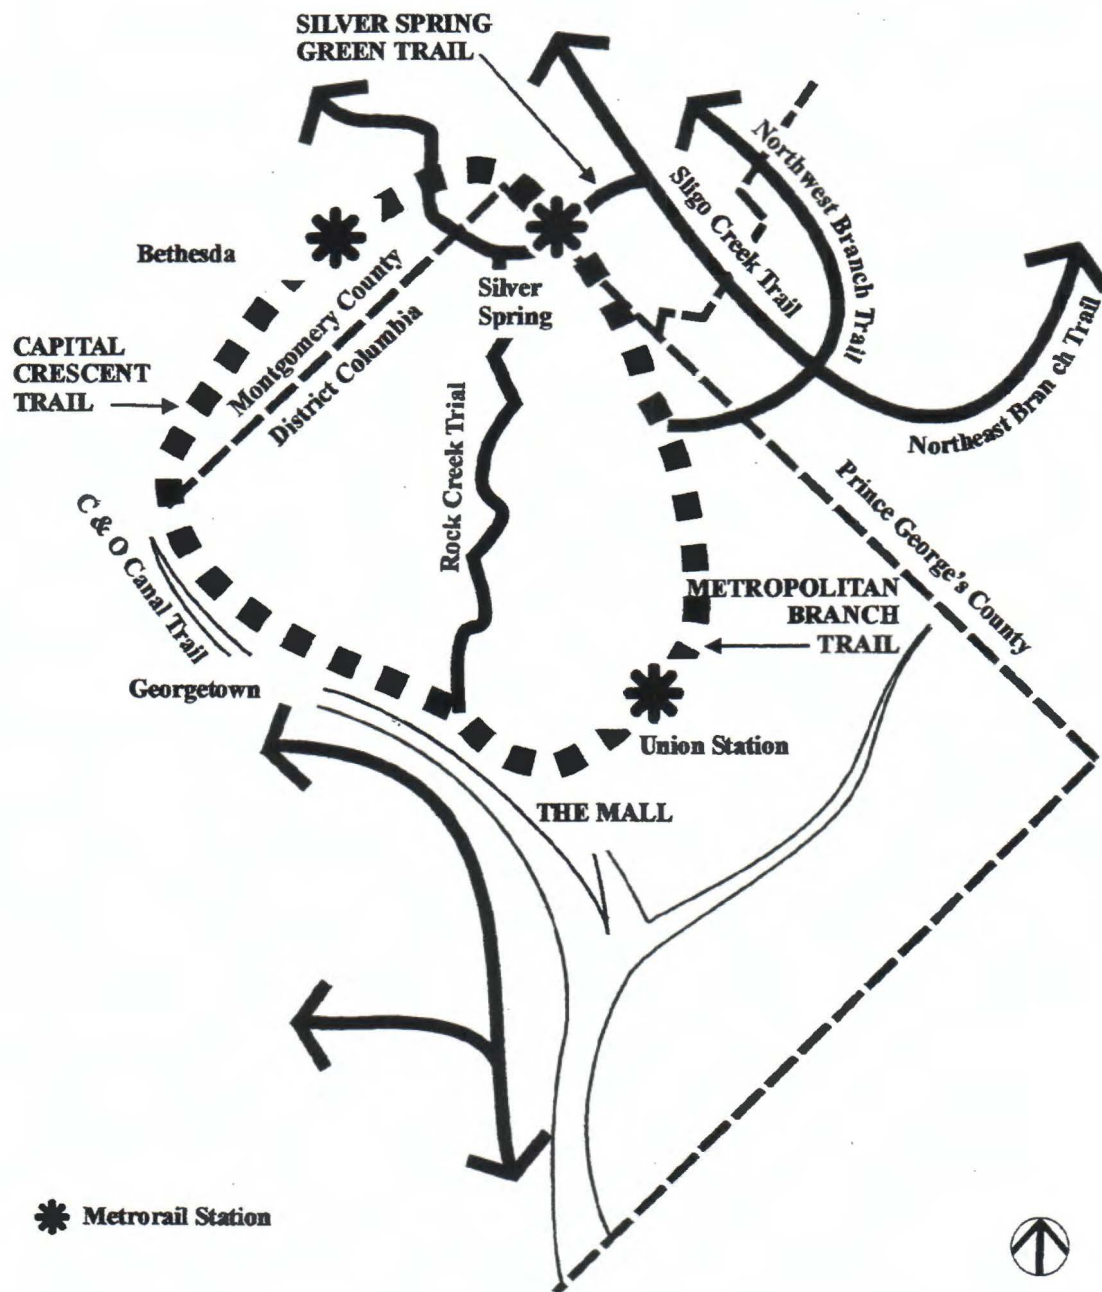 SILVER SPRING
GREEN TRAIL
Northwest Branch Trail
Sligo Creek Trail
Bethesda
Silver
Spring
Montgomery County
District Columbia
CAPITAL
CRESCENT
TRAIL
Northeast Bran ch Trail
Rock Creek Trial
Prince George's County
C & O Canal Trail
METROPOLITAN
BRANCH
TRAIL
Georgetown
Union Station
THE MALL
Metrorail Station